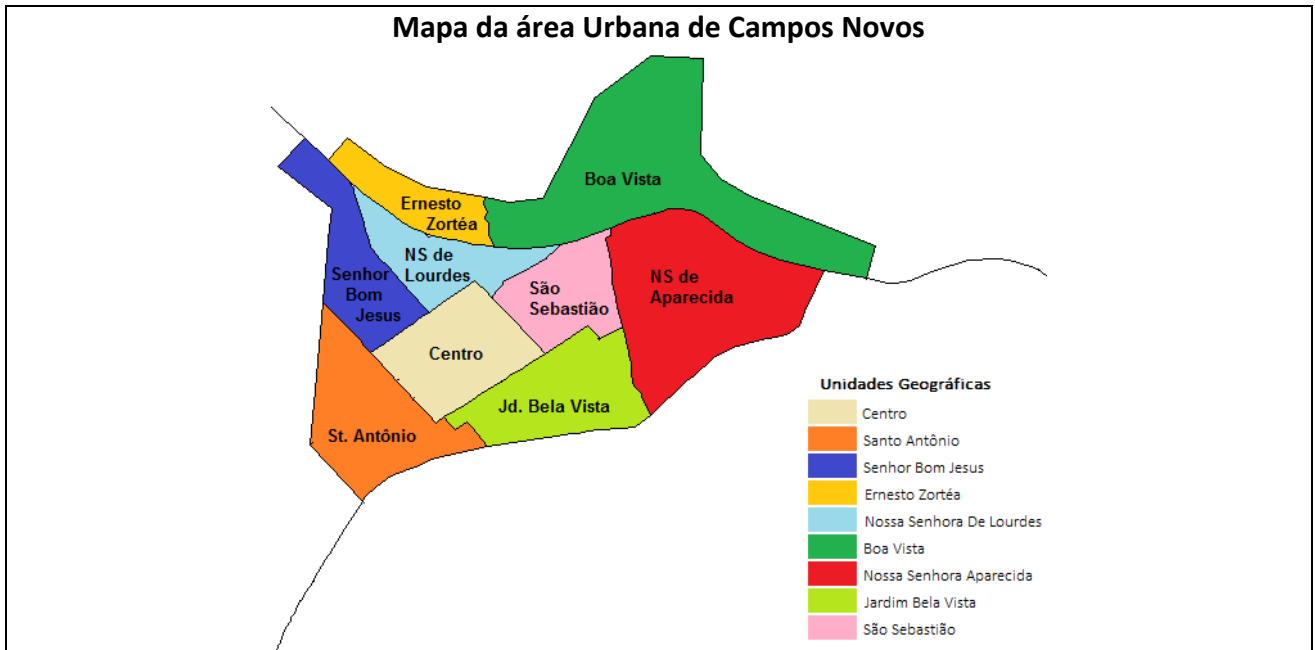 Mapa da área Urbana de Campos Novos
Boa Vista
Ernesto
Zortéa
NS de
Lourdes
Senhor
Bom
Jesus
São
Sebastião
NS de
Aparecida
Centro
Jd. Bela Vista
St. Antônio
Unidades Geográficas
Centro
Santo Antônio
Senhor Bom Jesus
Ernesto Zortéa
Nossa Senhora De Lourdes
Boa Vista
Nossa Senhora Aparecida
Jardim Bela Vista
São Sebastião